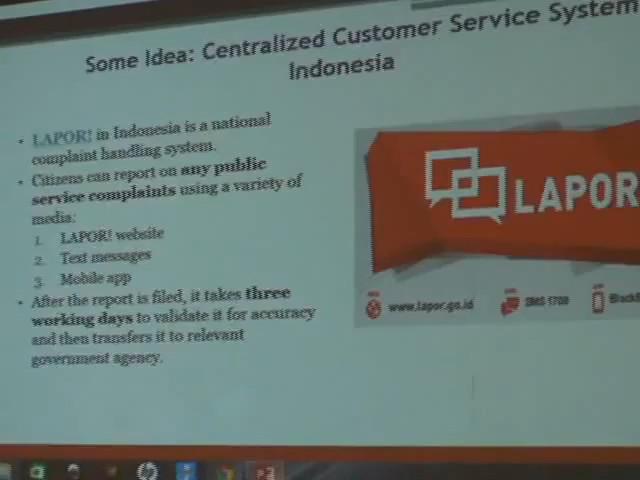 Some Idea: Centralized Customer Service System
Indonesia
• LAPOR! in Indonesia is a national
complaint handling system.
• Citizens can report on any public
service complaints using a variety of
media:
1. LAPOR! website
2. Text messages
3. Mobile app
• After the report is filed, it takes three
working days to validate it for accuracy
and then transfers it to relevant
government agency.
LAPOR
www.lapor.go.id
SMS 1708